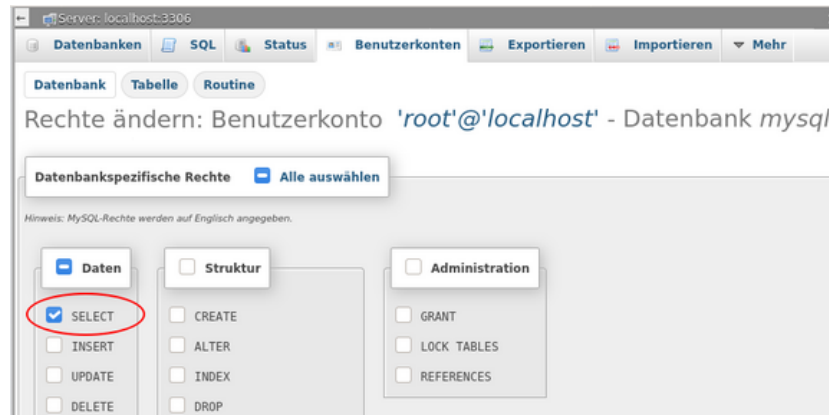 Server: localhost:3306
Datenbanken SQL Status Benutzerkonten Exportieren Importieren Mehr
Datenbank Tabelle Routine
Rechte ändern: Benutzerkonto 'root'@'localhost' - Datenbank mysql
Datenbankspezifische Rechte Alle auswählen
Hinweis: MySQL-Rechte werden auf Englisch angegeben.
Daten Struktur Administration
SELECT CREATE GRANT
INSERT ALTER LOCK TABLES
UPDATE INDEX REFERENCES
DELETE DROP